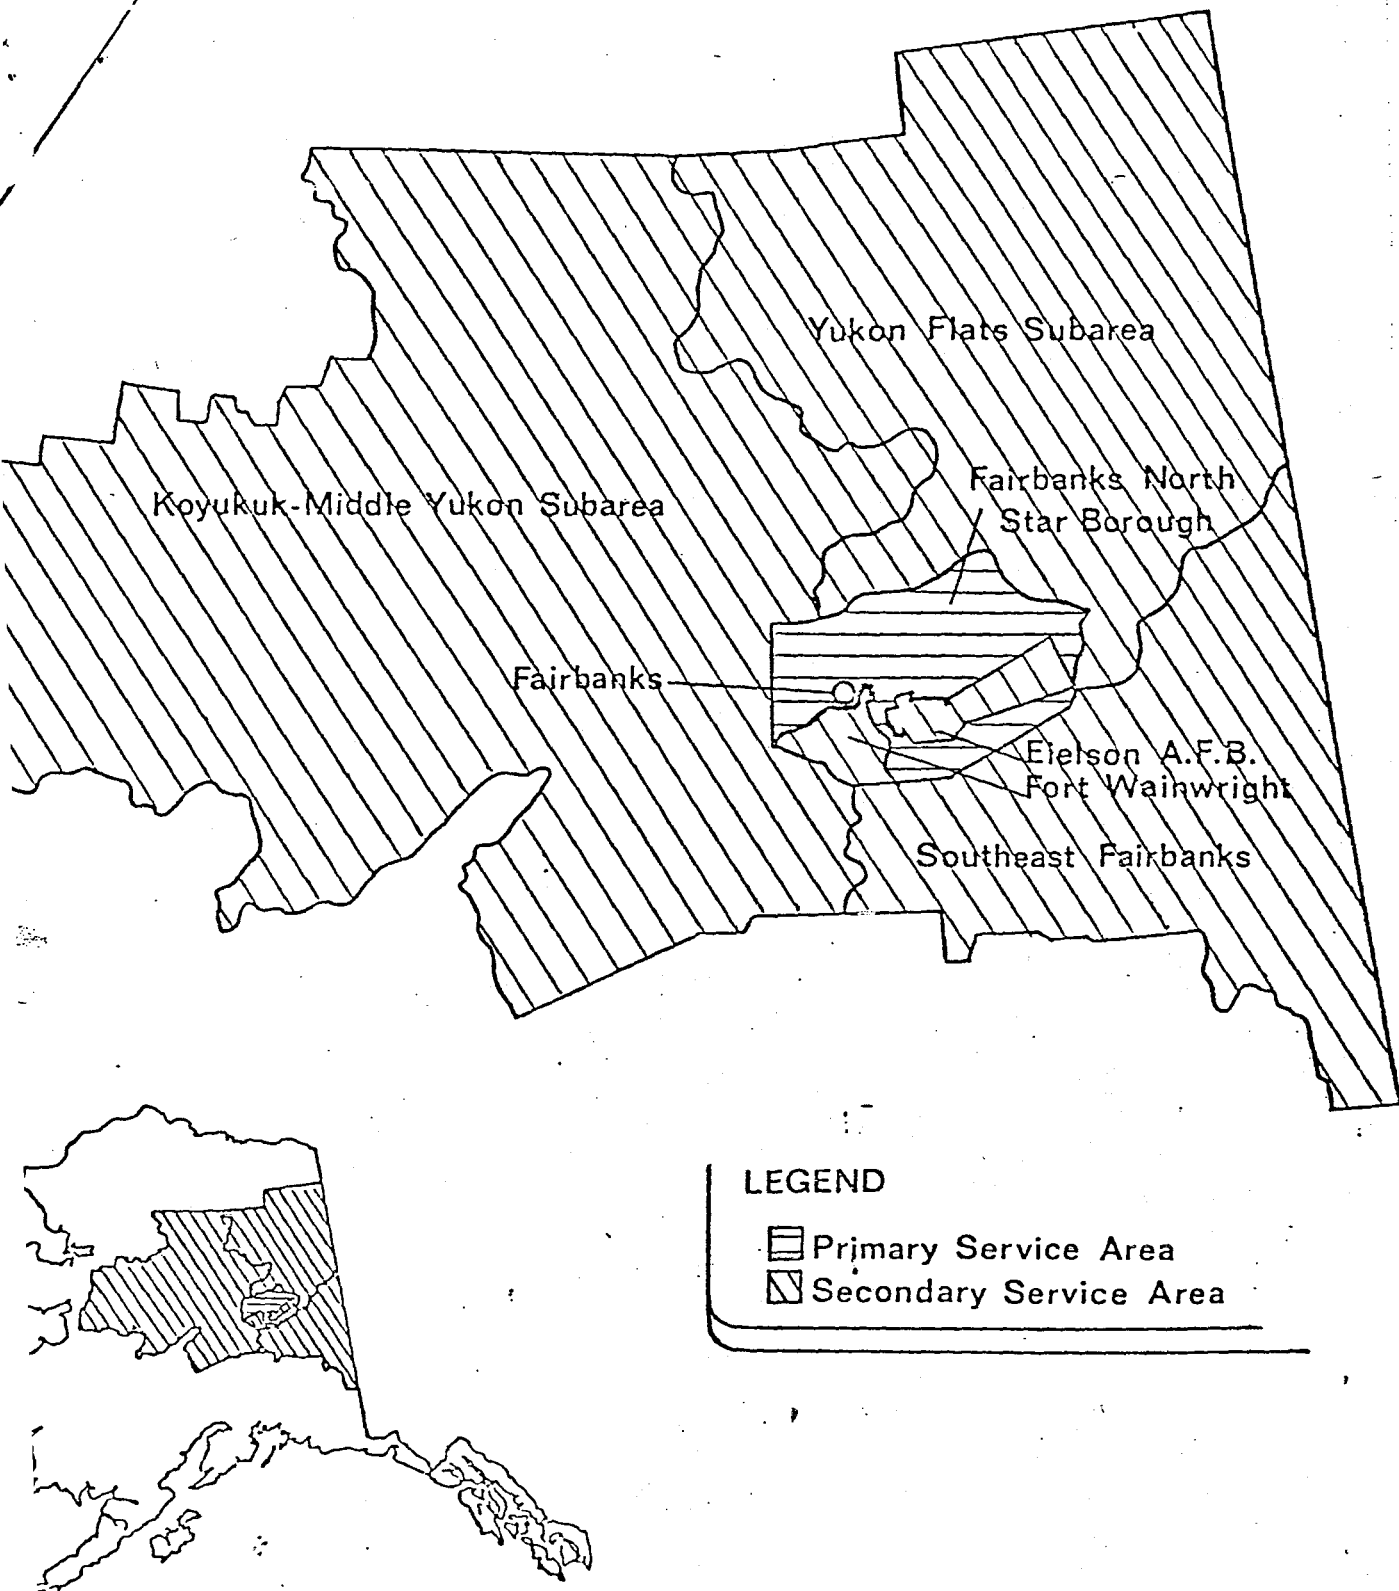 Yukon Flats Subarea
Fairbanks North
Star Borough
Koyukuk-Middle Yukon Subarea
Fairbanks
Eielson A.F.B.
Fort Wainwright
Southeast Fairbanks
LEGEND
Primary Service Area
Secondary Service Area